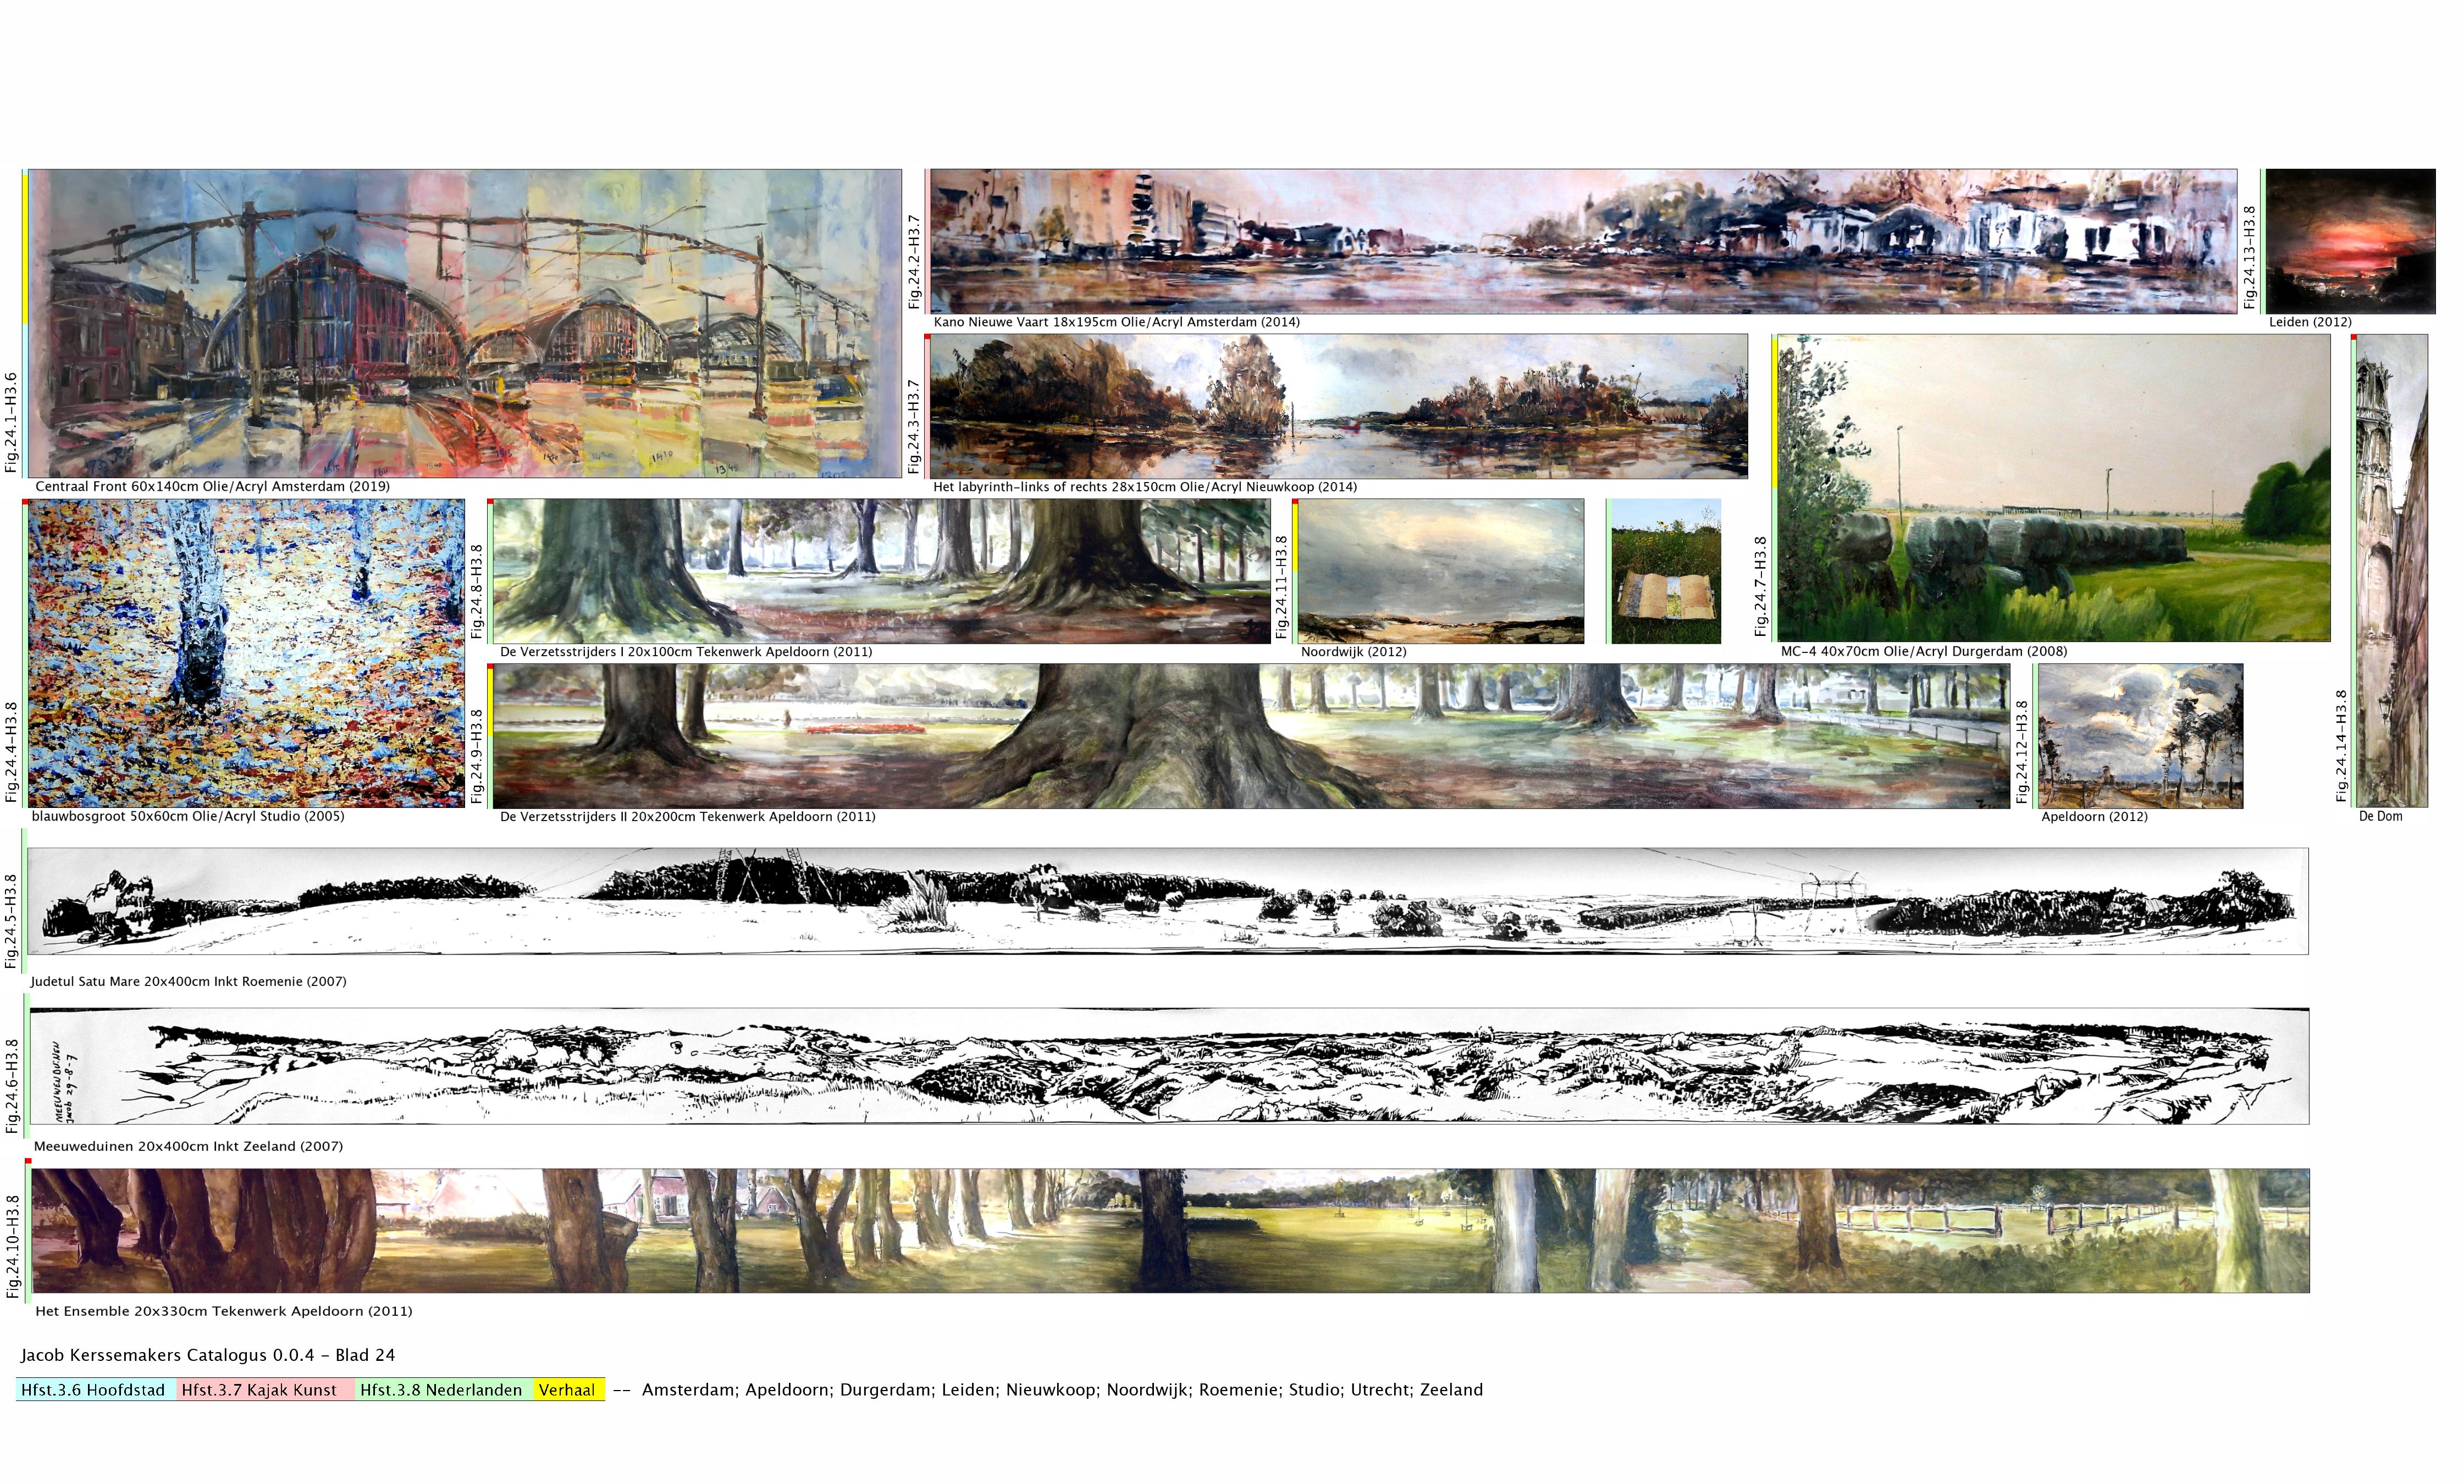 Fig.24.1-H3.6
Centraal Front 60x140cm Olie/Acryl Amsterdam (2019)
Fig.24.2-H3.7
Kano Nieuwe Vaart 18x195cm Olie/Acryl Amsterdam (2014)
Fig.24.13-H3.8
Leiden (2012)
Fig.24.3-H3.7
Het labyrinth-links of rechts 28x150cm Olie/Acryl Nieuwkoop (2014)
Fig.24.4-H3.8
blauwbosgroot 50x60cm Olie/Acryl Studio (2005)
Fig.24.8-H3.8
De Verzetsstrijders I 20x100cm Tekenwerk Apeldoorn (2011)
Fig.24.11-H3.8
Noordwijk (2012)
Fig.24.7-H3.8
MC-4 40x70cm Olie/Acryl Durgerdam (2008)
Fig.24.9-H3.8
De Verzetsstrijders II 20x200cm Tekenwerk Apeldoorn (2011)
Fig.24.12-H3.8
Apeldoorn (2012)
Fig.24.14-H3.8
De Dom
Fig.24.5-H3.8
Judetul Satu Mare 20x400cm Inkt Roemenie (2007)
Fig.24.6-H3.8
Jacob 29-8-7
Meeuweduinen 20x400cm Inkt Zeeland (2007)
Fig.24.10-H3.8
Het Ensemble 20x330cm Tekenwerk Apeldoorn (2011)
Jacob Kerssemakers Catalogus 0.0.4 - Blad 24
Hfst.3.6 Hoofdstad Hfst.3.7 Kajak Kunst Hfst.3.8 Nederlanden Verhaal -- Amsterdam; Apeldoorn; Durgerdam; Leiden; Nieuwkoop; Noordwijk; Roemenie; Studio; Utrecht; Zeeland